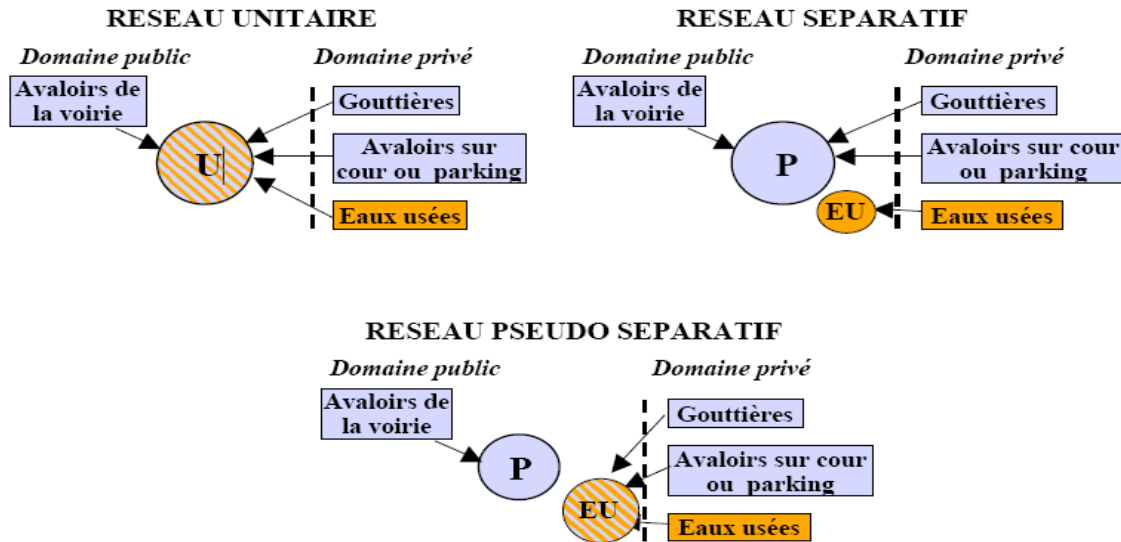 RESEAU UNITAIRE
Domaine public
Domaine privé
Avaloirs de
la voirie
U
Gouttières
Avaloirs sur
cour ou parking
Eaux usées
RESEAU SEPARATIF
Domaine public
Domaine privé
Avaloirs de
la voirie
P
EU
Gouttières
Avaloirs sur cour
ou parking
Eaux usées
RESEAU PSEUDO SEPARATIF
Domaine public
Domaine privé
Avaloirs de
la voirie
P
EU
Gouttières
Avaloirs sur cour
ou parking
Eaux usées